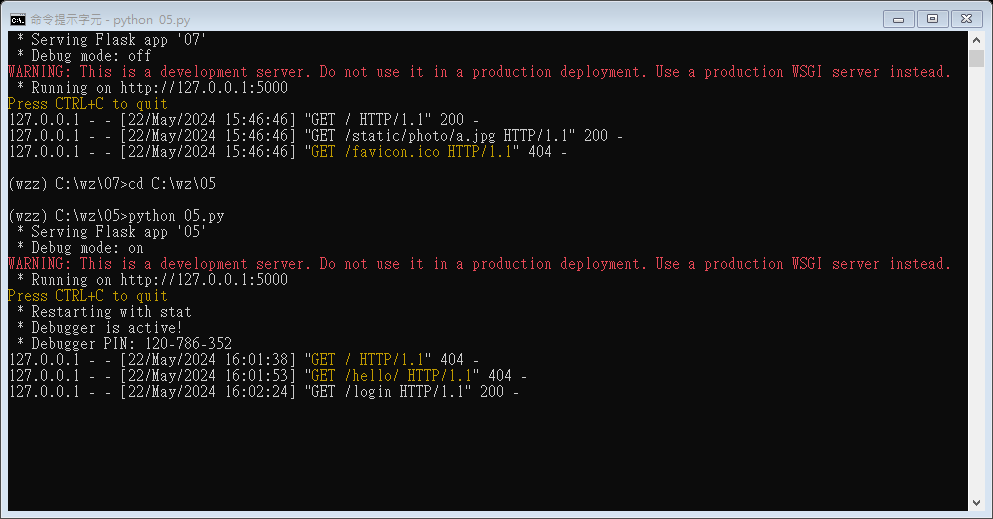 命令提示字元 - python 05.py
 * Serving Flask app '07'
 * Debug mode: off
WARNING: This is a development server. Do not use it in a production deployment. Use a production WSGI server instead.
 * Running on http://127.0.0.1:5000
Press CTRL+C to quit
127.0.0.1 - - [22/May/2024 15:46:46] "GET / HTTP/1.1" 200 -
127.0.0.1 - - [22/May/2024 15:46:46] "GET /static/photo/a.jpg HTTP/1.1" 200 -
127.0.0.1 - - [22/May/2024 15:46:46] "GET /favicon.ico HTTP/1.1" 404 -
(wzz) C:\wz\07>cd C:\wz\05
(wzz) C:\wz\05>python 05.py
 * Serving Flask app '05'
 * Debug mode: on
WARNING: This is a development server. Do not use it in a production deployment. Use a production WSGI server instead.
 * Running on http://127.0.0.1:5000
Press CTRL+C to quit
 * Restarting with stat
 * Debugger is active!
 * Debugger PIN: 120-786-352
127.0.0.1 - - [22/May/2024 16:01:38] "GET / HTTP/1.1" 404 -
127.0.0.1 - - [22/May/2024 16:01:53] "GET /hello/ HTTP/1.1" 404 -
127.0.0.1 - - [22/May/2024 16:02:24] "GET /login HTTP/1.1" 200 -